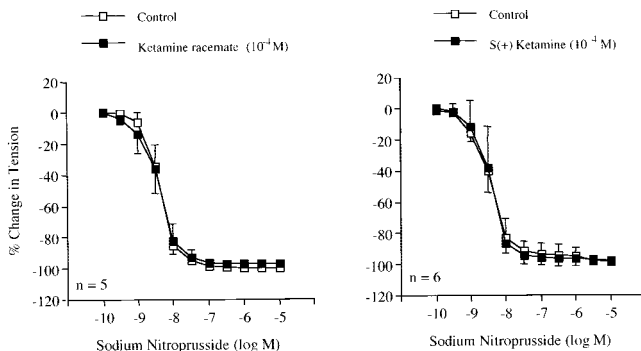 Control
Ketamine racemate (10⁻⁴ M)
Control
S(+) Ketamine (10⁻⁴ M)
% Change in Tension
20
0
-20
-40
-60
-80
-100
-120
n = 5
-10 -9 -8 -7 -6 -5
Sodium Nitroprusside (log M)
20
0
-20
-40
-60
-80
-100
-120
n = 6
-10 -9 -8 -7 -6 -5
Sodium Nitroprusside (log M)